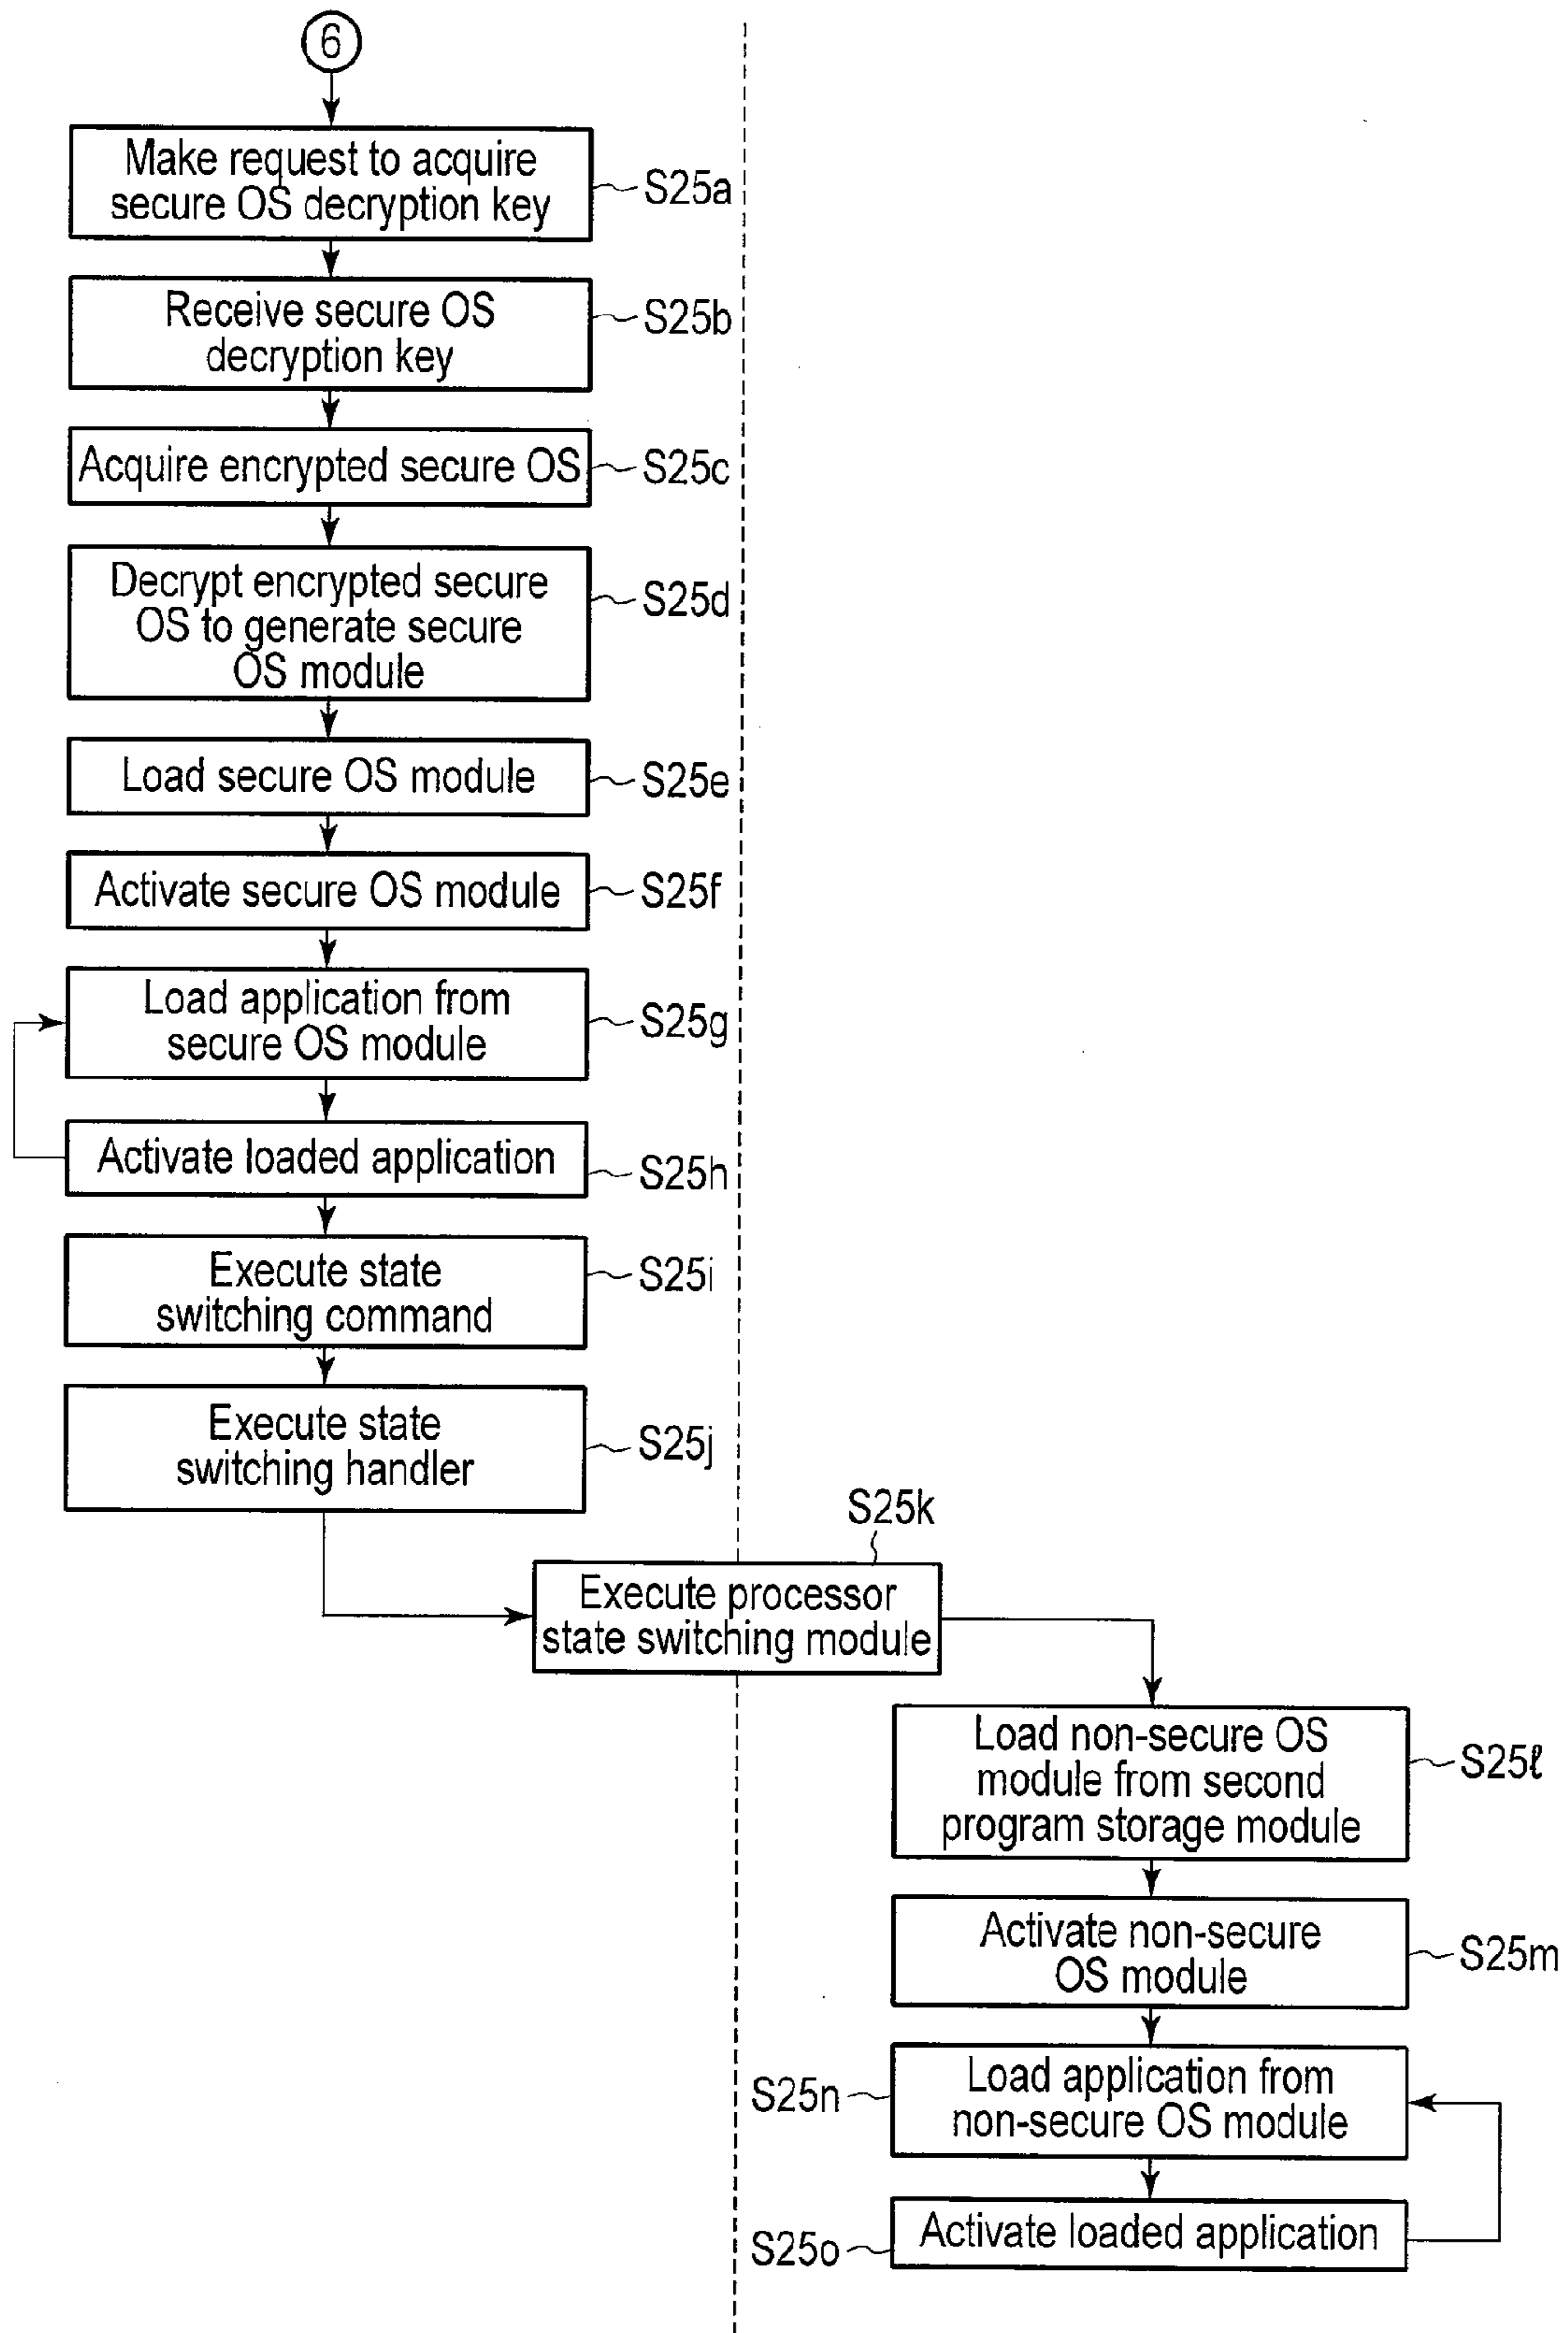 6
Make request to acquire
secure OS decryption key
S25a
Receive secure OS
decryption key
S25b
Acquire encrypted secure OS
S25c
Decrypt encrypted secure
OS to generate secure
OS module
S25d
Load secure OS module
S25e
Activate secure OS module
S25f
Load application from
secure OS module
S25g
Activate loaded application
S25h
Execute state
switching command
S25i
Execute state
switching handler
S25j
S25k
Execute processor
state switching module
Load non-secure OS
module from second
program storage module
S25ℓ
Activate non-secure
OS module
S25m
Load application from
non-secure OS module
S25n
Activate loaded application
S25o